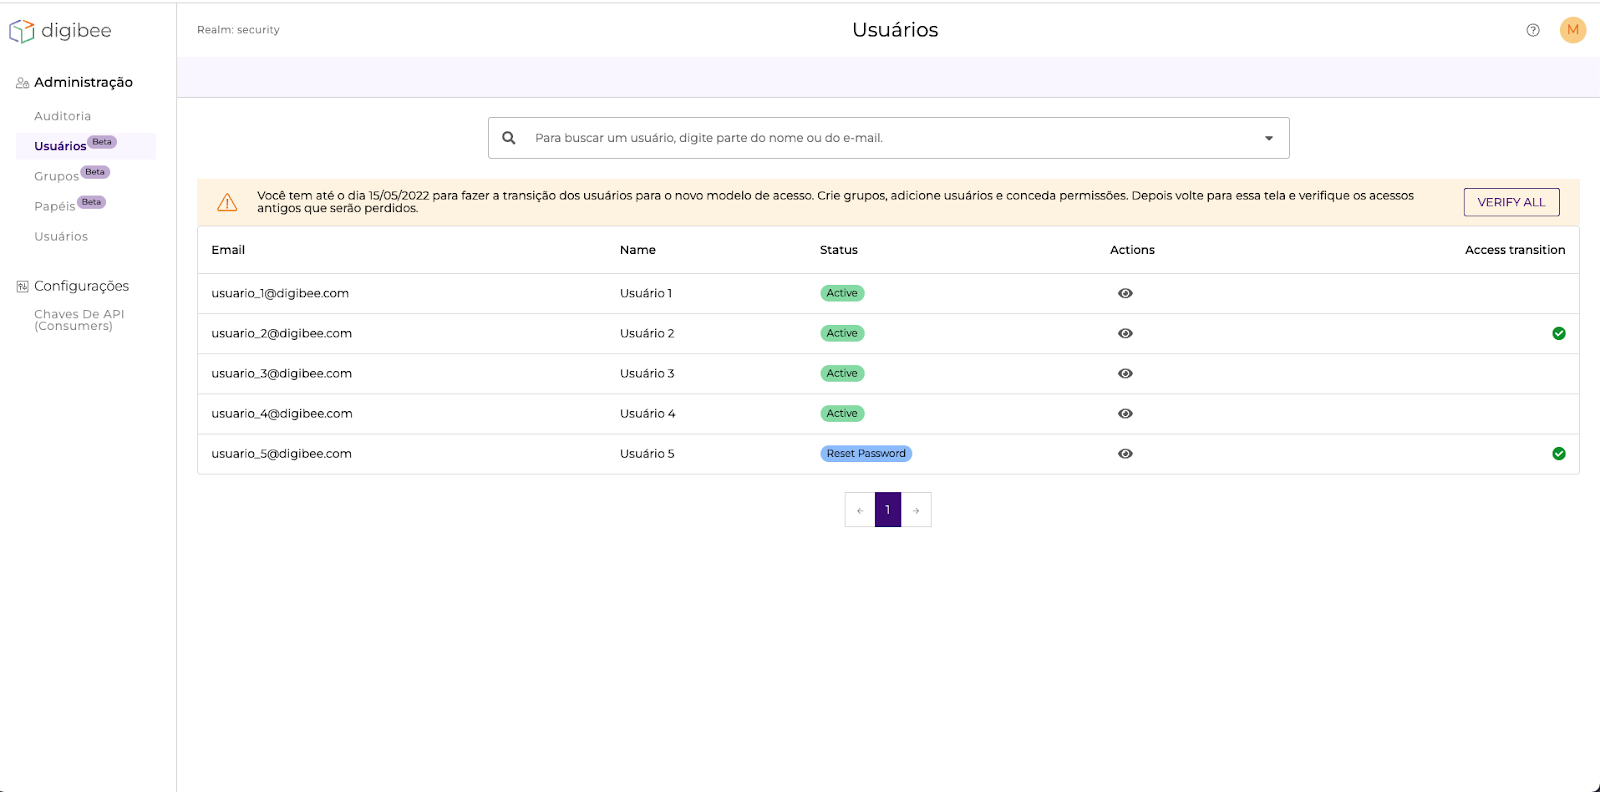 digibee
Realm: security
Usuários
M
Administração
Auditoria
Usuários Beta
Grupos Beta
Papéis Beta
Usuários
Configurações
Chaves De API
(Consumers)
Para buscar um usuário, digite parte do nome ou do e-mail.
Você tem até o dia 15/05/2022 para fazer a transição dos usuários para o novo modelo de acesso. Crie grupos, adicione usuários e conceda permissões. Depois volte para essa tela e verifique os acessos
antigos que serão perdidos.
VERIFY ALL
Email Name Status Actions Access transition
usuario_1@digibee.com Usuário 1 Active
usuario_2@digibee.com Usuário 2 Active
usuario_3@digibee.com Usuário 3 Active
usuario_4@digibee.com Usuário 4 Active
usuario_5@digibee.com Usuário 5 Reset Password
← 1 →